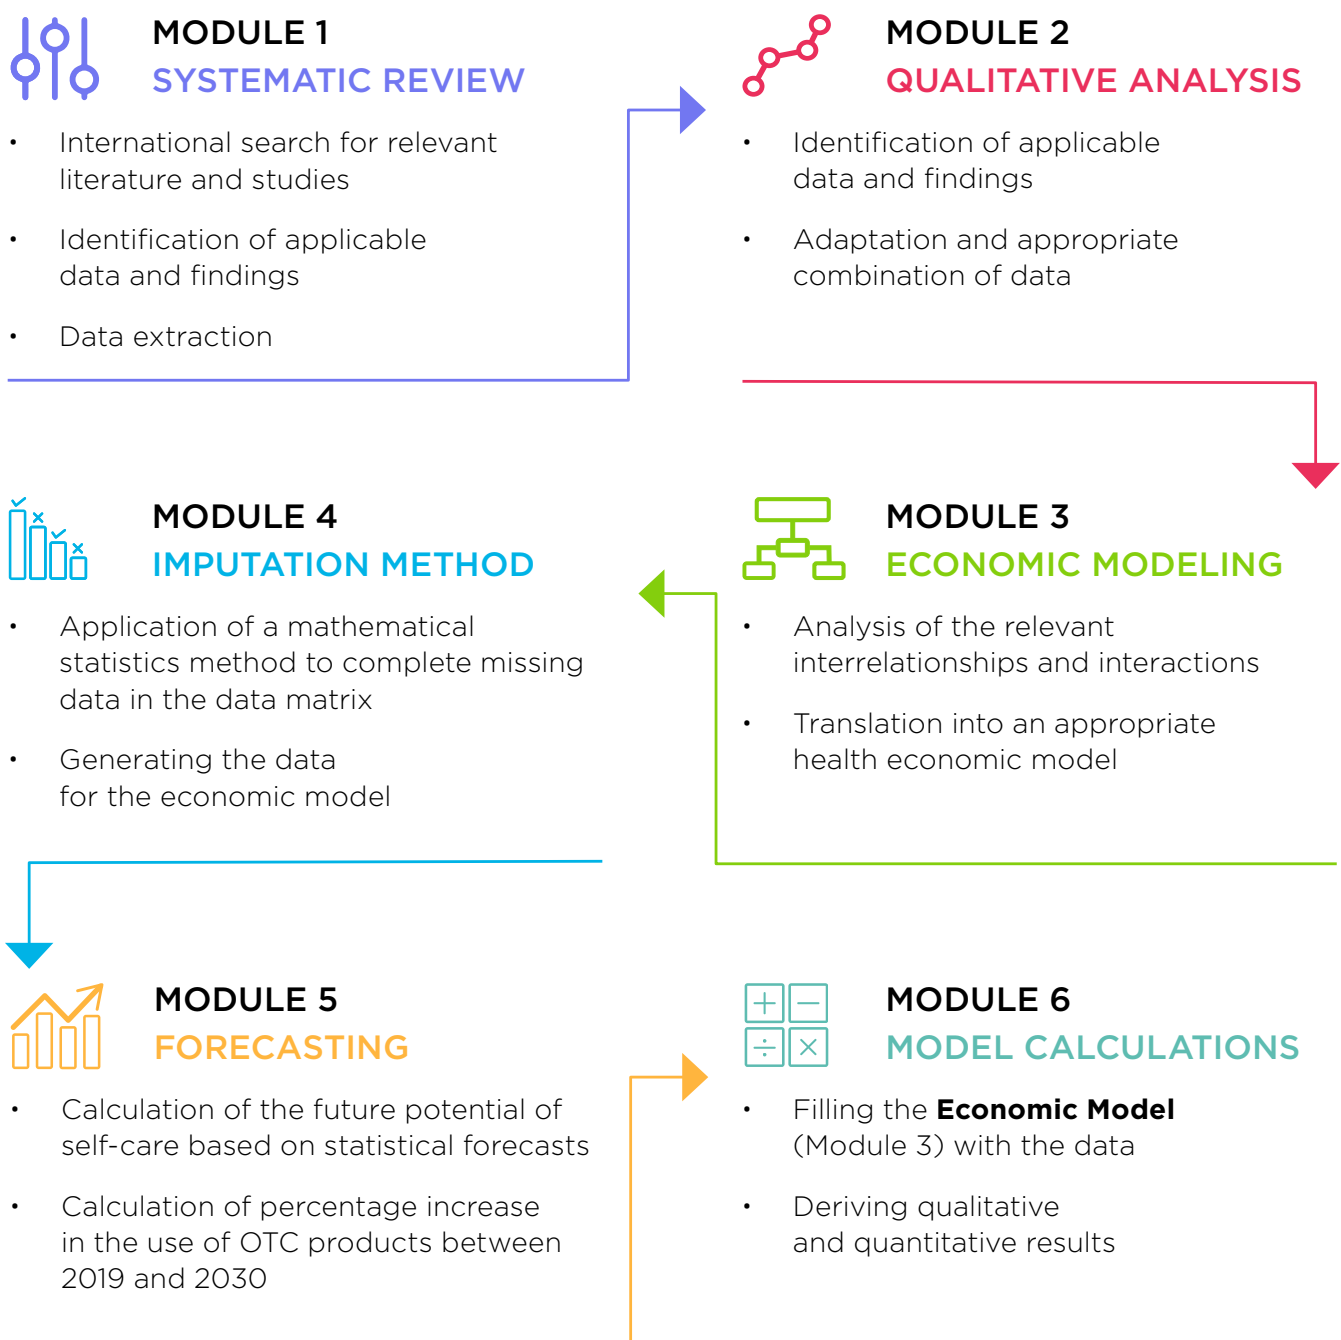 MODULE 1
SYSTEMATIC REVIEW
• International search for relevant
literature and studies
• Identification of applicable
data and findings
• Data extraction
MODULE 2
QUALITATIVE ANALYSIS
• Identification of applicable
data and findings
• Adaptation and appropriate
combination of data
MODULE 3
ECONOMIC MODELING
• Analysis of the relevant
interrelationships and interactions
• Translation into an appropriate
health economic model
MODULE 4
IMPUTATION METHOD
• Application of a mathematical
statistics method to complete missing
data in the data matrix
• Generating the data
for the economic model
MODULE 5
FORECASTING
• Calculation of the future potential of
self-care based on statistical forecasts
• Calculation of percentage increase
in the use of OTC products between
2019 and 2030
MODULE 6
MODEL CALCULATIONS
• Filling the Economic Model
(Module 3) with the data
• Deriving qualitative
and quantitative results